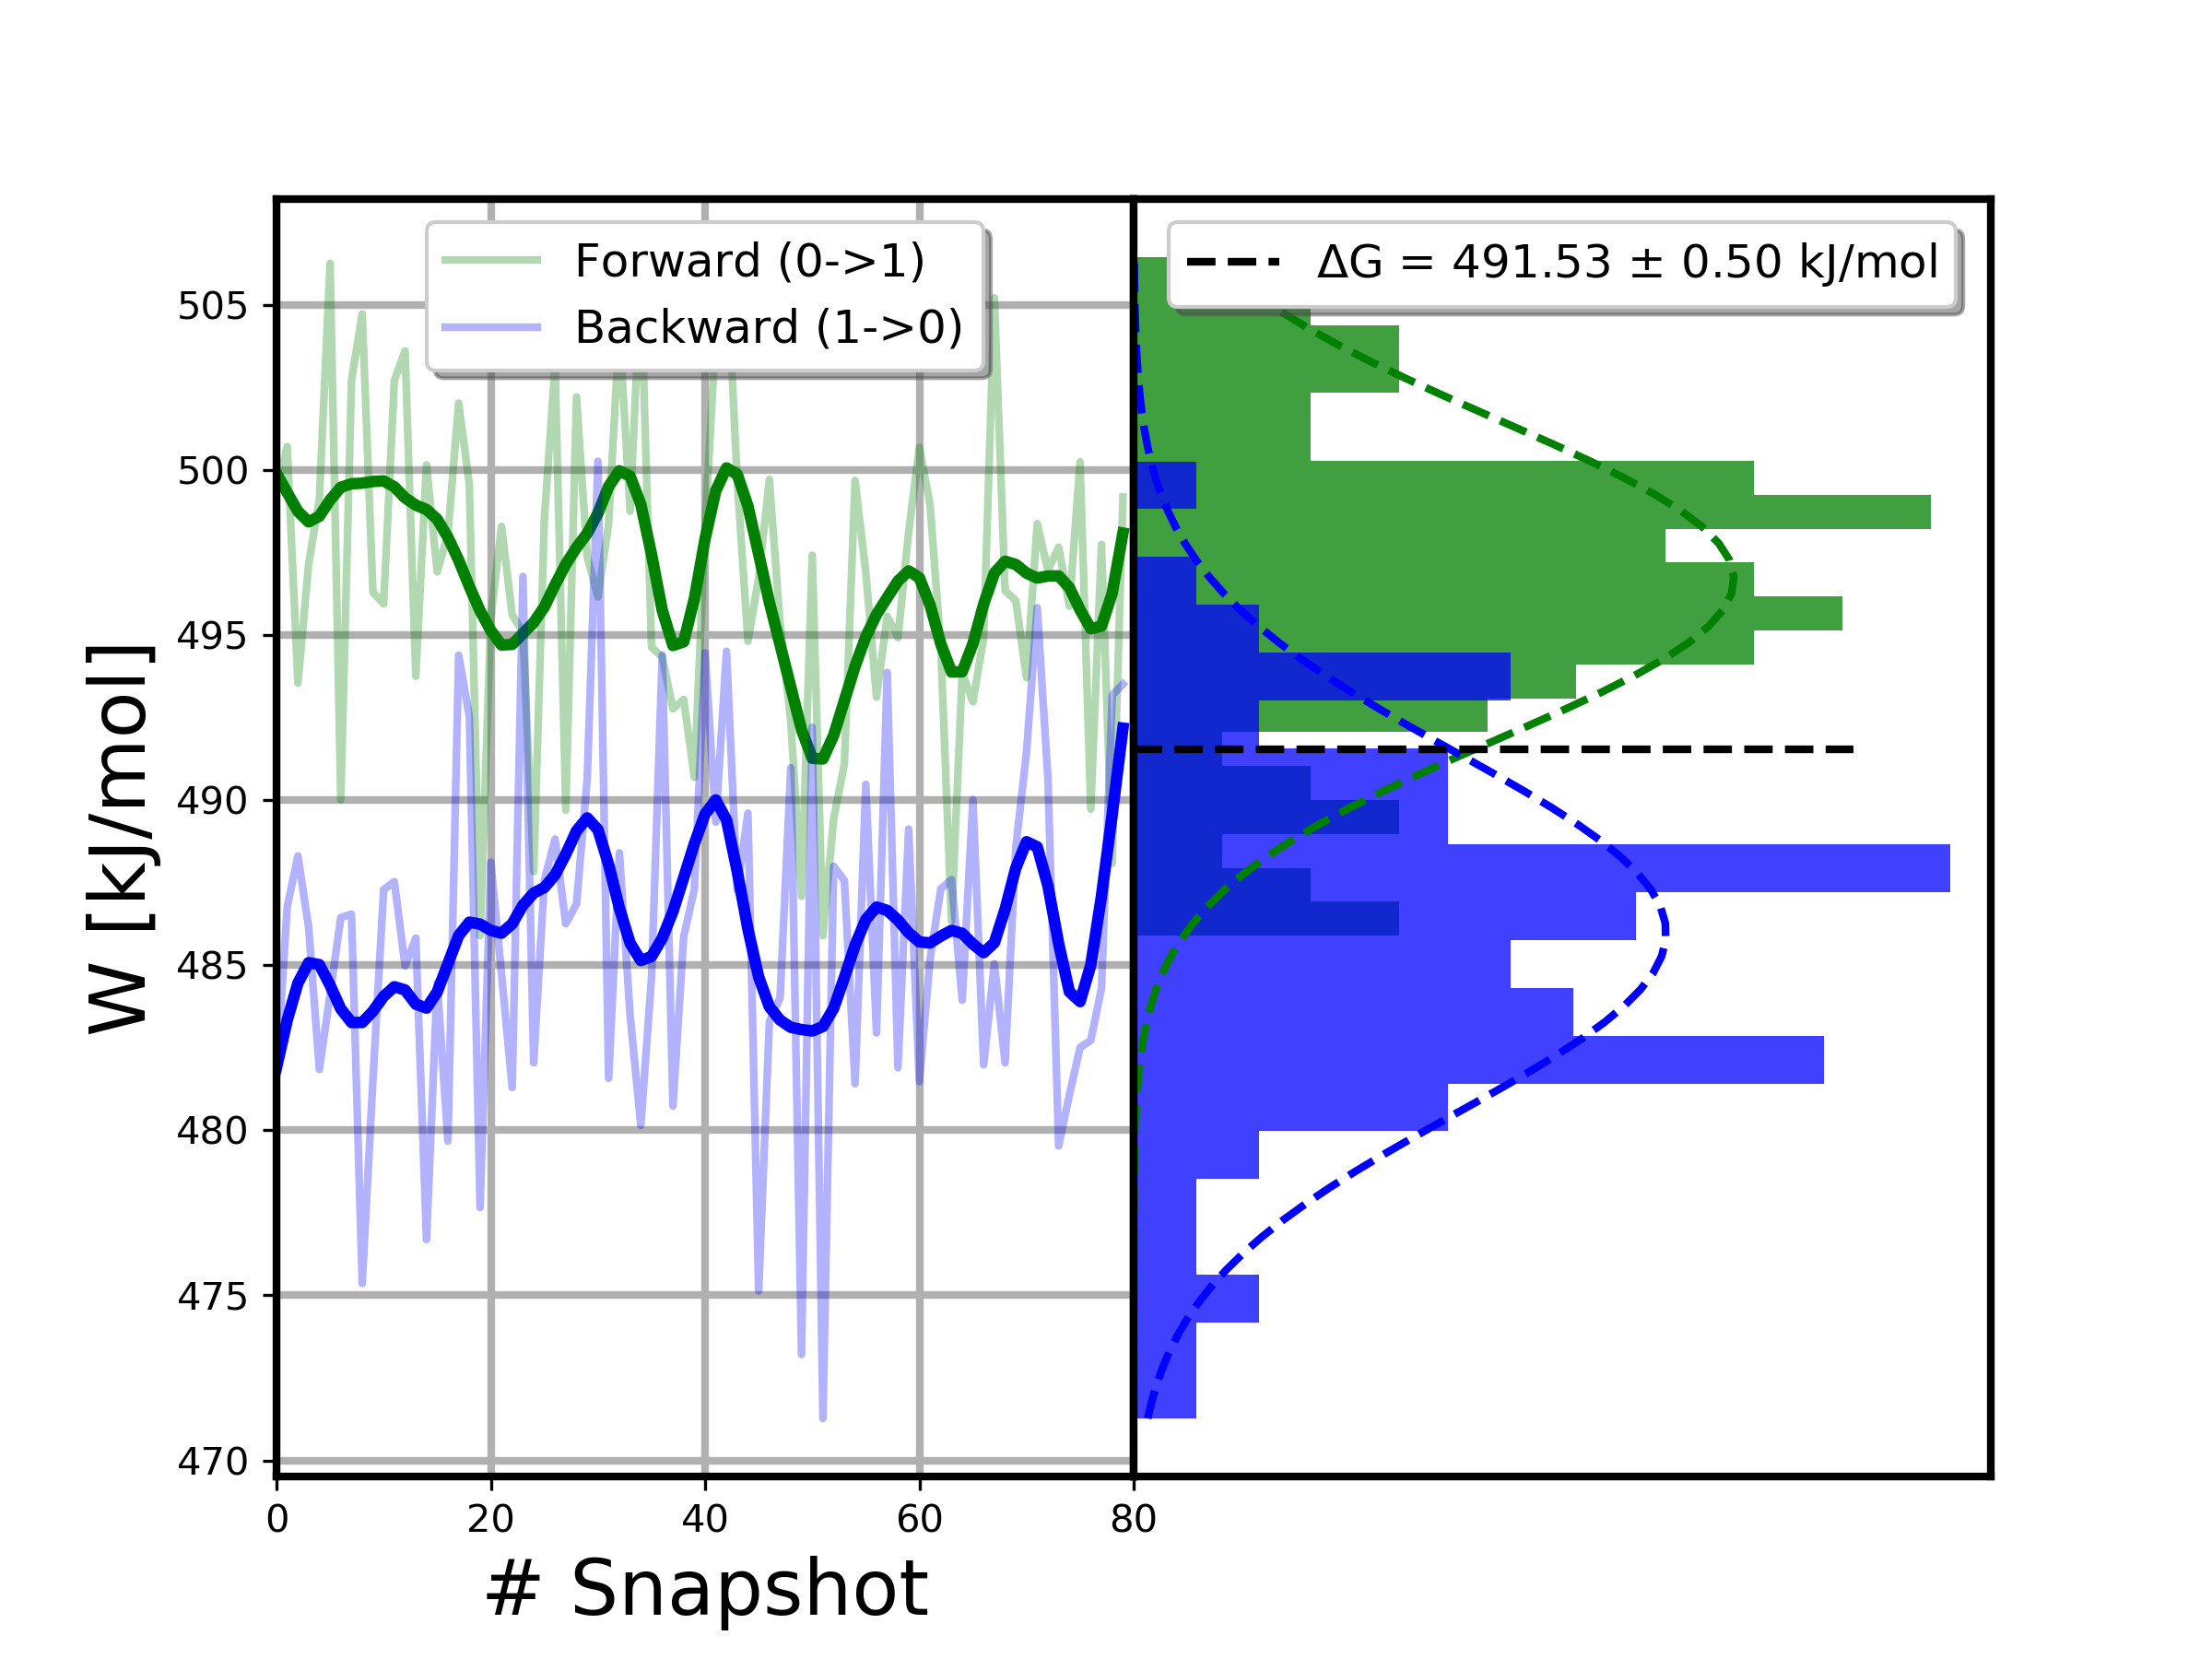 Forward (0->1)
Backward (1->0)
ΔG = 491.53 ± 0.50 kJ/mol
505
500
495
490
485
480
475
470
W [kJ/mol]
0
20
40
60
80
# Snapshot